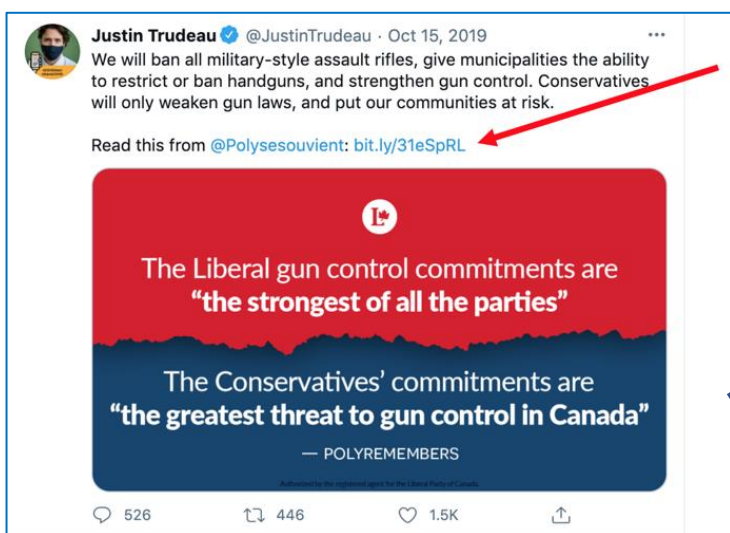 Justin Trudeau @JustinTrudeau · Oct 15, 2019
We will ban all military-style assault rifles, give municipalities the ability
to restrict or ban handguns, and strengthen gun control. Conservatives
will only weaken gun laws, and put our communities at risk.
Read this from @Polysesouvient: bit.ly/31eSpRL
L
The Liberal gun control commitments are
“the strongest of all the parties”
The Conservatives’ commitments are
“the greatest threat to gun control in Canada”
— POLYREMEMBERS
Authorized by the registered agent for the Liberal Party of Canada.
526 446 1.5K